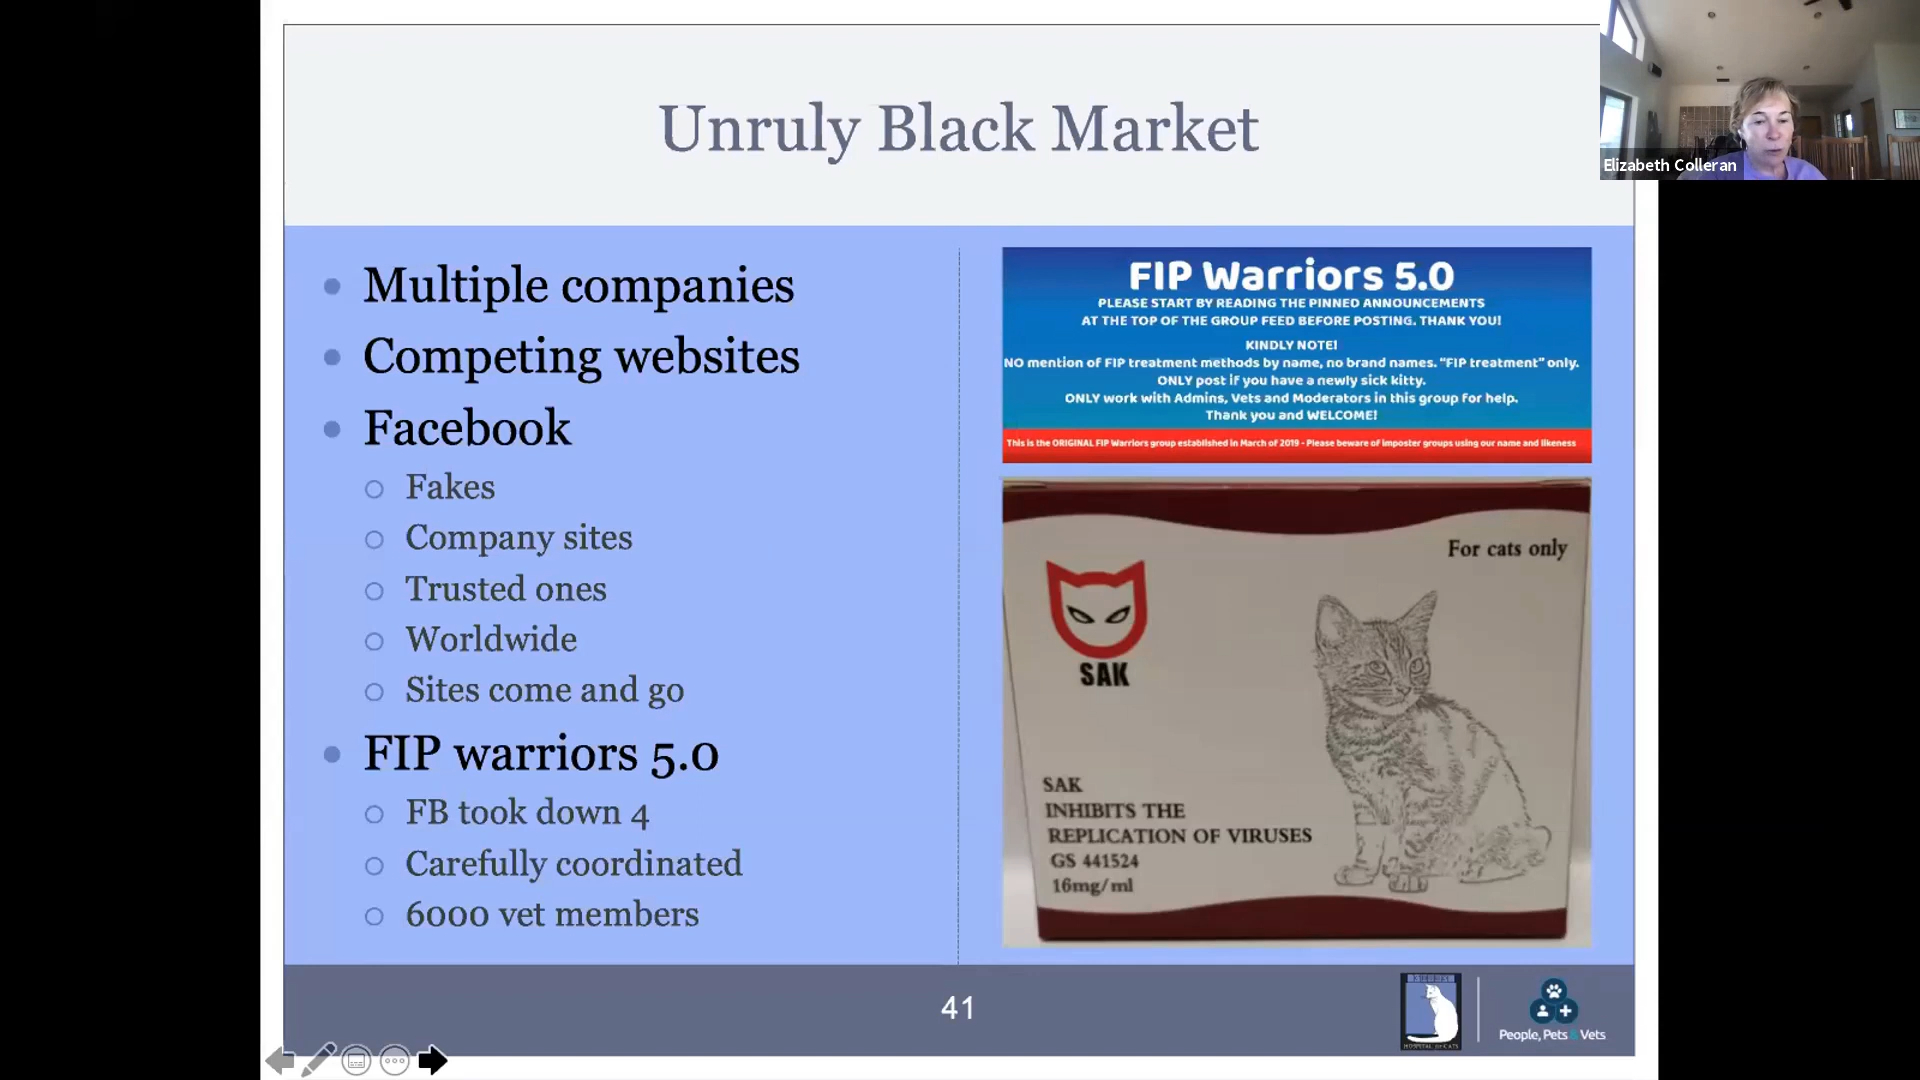 Unruly Black Market
Elizabeth Colleran
Multiple companies
Competing websites
Facebook
Fakes
Company sites
Trusted ones
Worldwide
Sites come and go
FIP warriors 5.0
FB took down 4
Carefully coordinated
6000 vet members
FIP Warriors 5.0
PLEASE START BY READING THE PINNED ANNOUNCEMENTS
AT THE TOP OF THE GROUP FEED BEFORE POSTING. THANK YOU!
KINDLY NOTE!
NO mention of FIP treatment methods by name, no brand names. "FIP treatment" only.
ONLY post if you have a newly sick kitty.
ONLY work with Admins, Vets and Moderators in this group for help.
Thank you and WELCOME!
This is the ORIGINAL FIP Warriors group established in March of 2019 - Please beware of imposter groups using our name and likeness
For cats only
SAK
SAK
INHIBITS THE
REPLICATION OF VIRUSES
GS 441524
16mg/ml
41
HOSPITAL for CATS
People, Pets & Vets